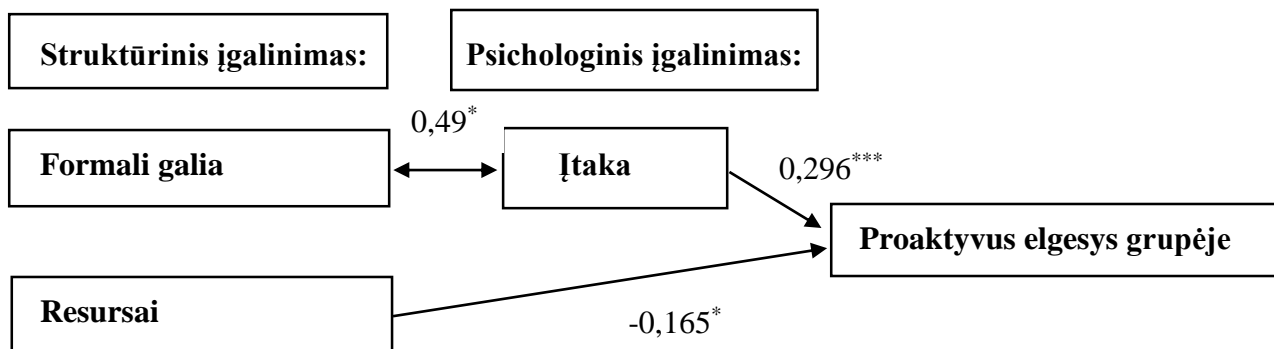 Struktūrinis įgalinimas:
Psichologinis įgalinimas:
0,49*
Formali galia
Įtaka
0,296***
Proaktyvus elgesys grupėje
Resursai
-0,165*